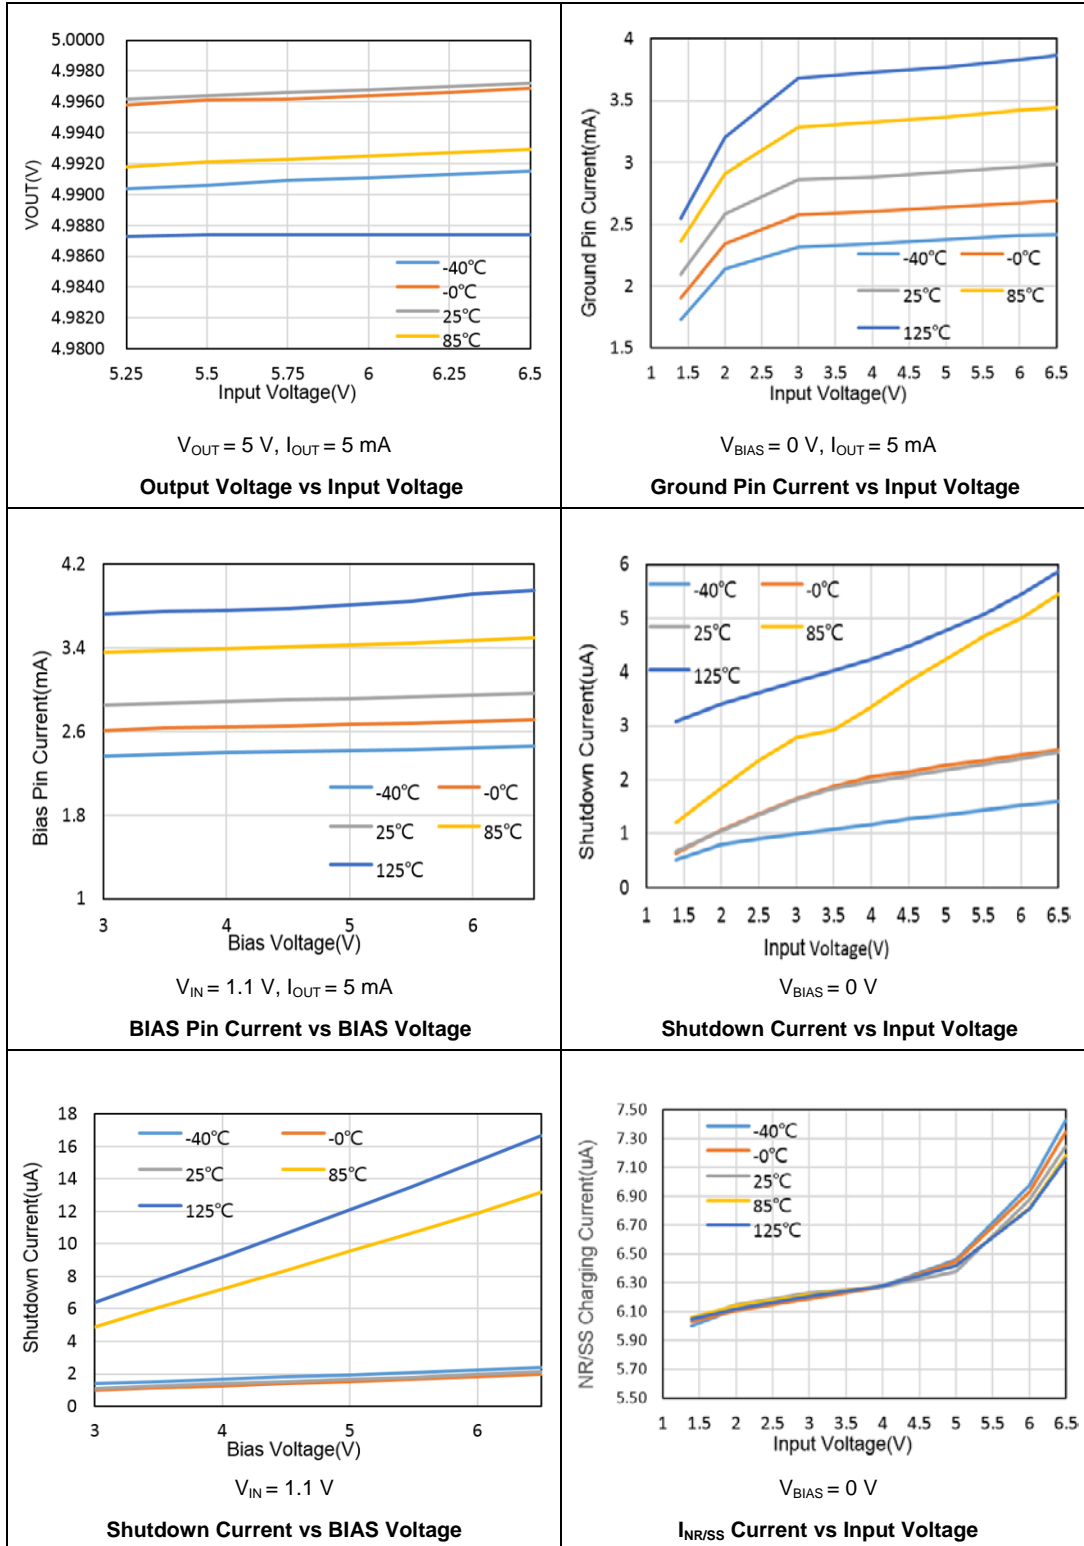 5.0000
4.9980
4.9960
4.9940
4.9920
4.9900
4.9880
4.9860
4.9840
4.9820
4.9800
VOUT(V)
-40℃
-0℃
25℃
85℃
5.25 5.5 5.75 6 6.25 6.5
Input Voltage(V)
VOUT = 5 V, IOUT = 5 mA
Output Voltage vs Input Voltage
4
3.5
3
2.5
2
1.5
Ground Pin Current(mA)
-40℃ -0℃
25℃ 85℃
125℃
1 1.5 2 2.5 3 3.5 4 4.5 5 5.5 6 6.5
Input Voltage(V)
VBIAS = 0 V, IOUT = 5 mA
Ground Pin Current vs Input Voltage
4.2
3.4
2.6
1.8
1
Bias Pin Current(mA)
-40℃ -0℃
25℃ 85℃
125℃
3 4 5 6
Bias Voltage(V)
VIN = 1.1 V, IOUT = 5 mA
BIAS Pin Current vs BIAS Voltage
6
5
4
3
2
1
0
Shutdown Current(uA)
-40℃ -0℃
25℃ 85℃
125℃
1 1.5 2 2.5 3 3.5 4 4.5 5 5.5 6 6.5
Input Voltage(V)
VBIAS = 0 V
Shutdown Current vs Input Voltage
18
16
14
12
10
8
6
4
2
0
Shutdown Current(uA)
-40℃ -0℃
25℃ 85℃
125℃
3 4 5 6
Bias Voltage(V)
VIN = 1.1 V
Shutdown Current vs BIAS Voltage
7.50
7.30
7.10
6.90
6.70
6.50
6.30
6.10
5.90
5.70
5.50
NR/SS Charging Current(uA)
-40℃
-0℃
25℃
85℃
125℃
1 1.5 2 2.5 3 3.5 4 4.5 5 5.5 6 6.5
Input Voltage(V)
VBIAS = 0 V
INR/SS Current vs Input Voltage